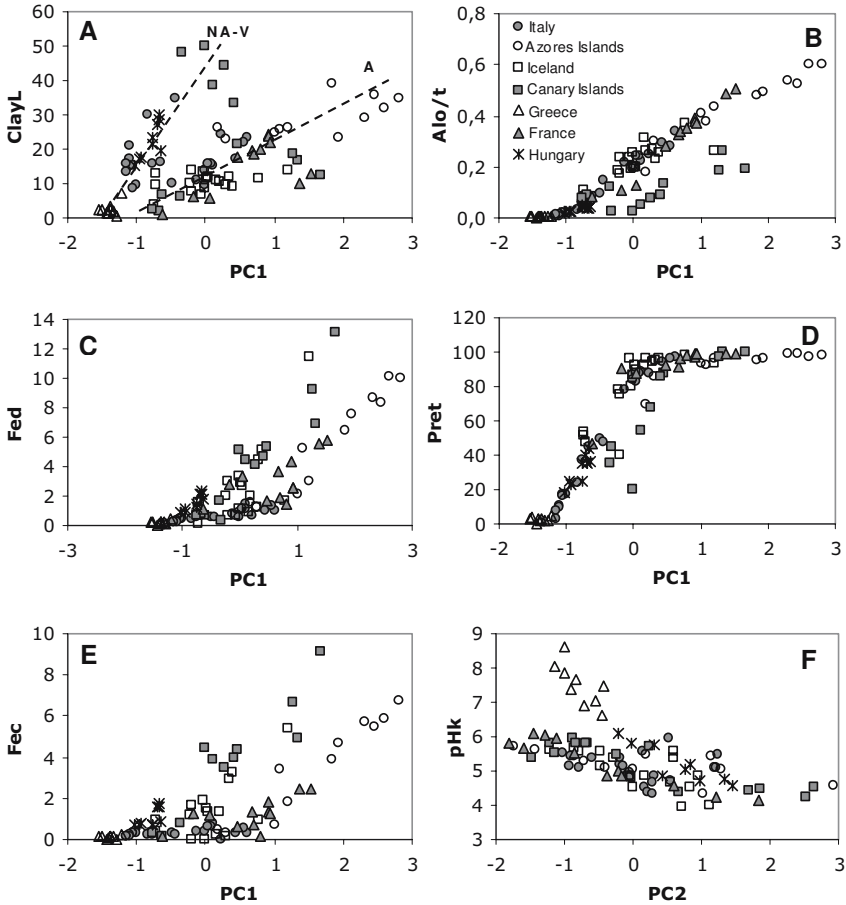 A
NA-V
A
ClayL
60
50
40
30
20
10
0
-2
-1
0
1
2
3
PC1
B
Italy
Azores Islands
Iceland
Canary Islands
Greece
France
Hungary
Alo/t
0,8
0,6
0,4
0,2
0,0
-2
-1
0
1
2
3
PC1
C
Fed
14
12
10
8
6
4
2
0
-3
-1
1
3
PC1
D
Pret
120
100
80
60
40
20
0
-2
-1
0
1
2
3
PC1
E
Fec
10
8
6
4
2
0
-2
-1
0
1
2
3
PC1
F
pHk
9
8
7
6
5
4
3
-2
-1
0
1
2
3
PC2